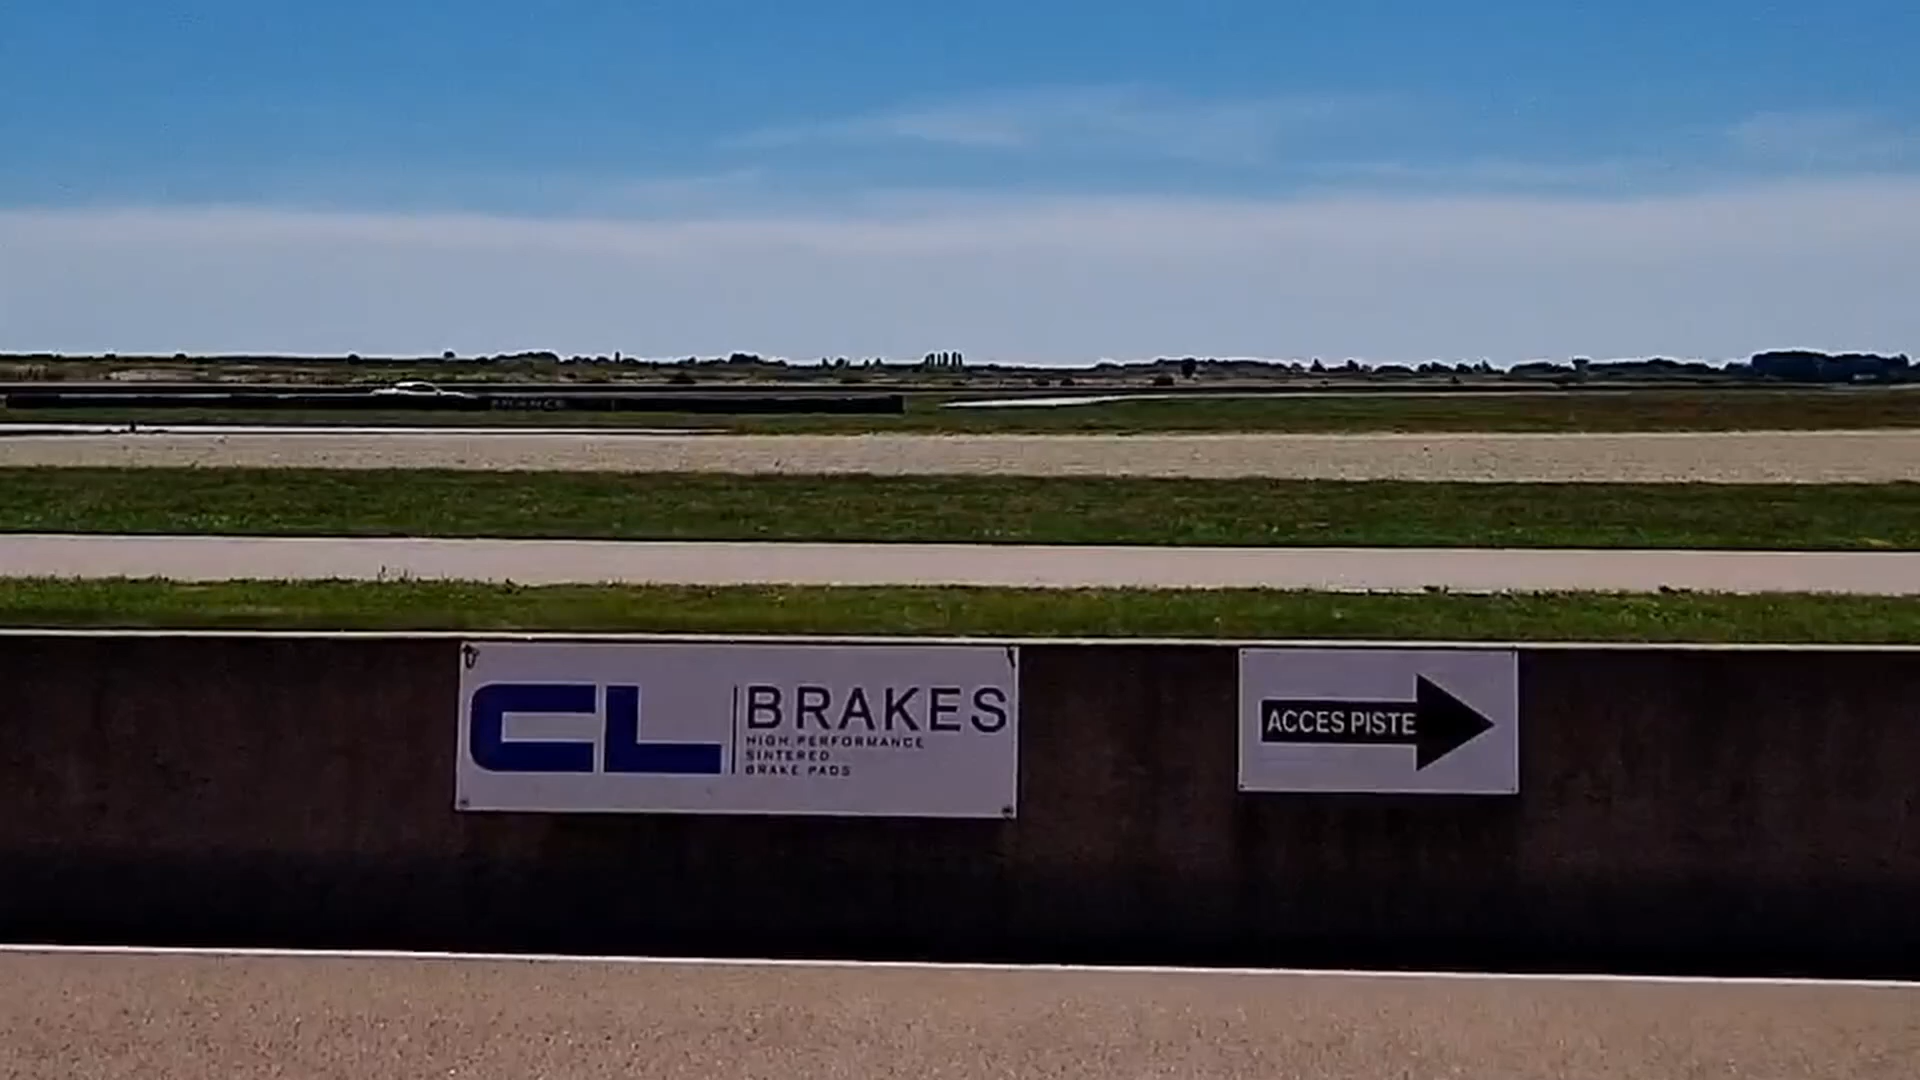 CL
BRAKES
HIGH PERFORMANCE
SINTERED
BRAKE PADS
ACCES PISTE